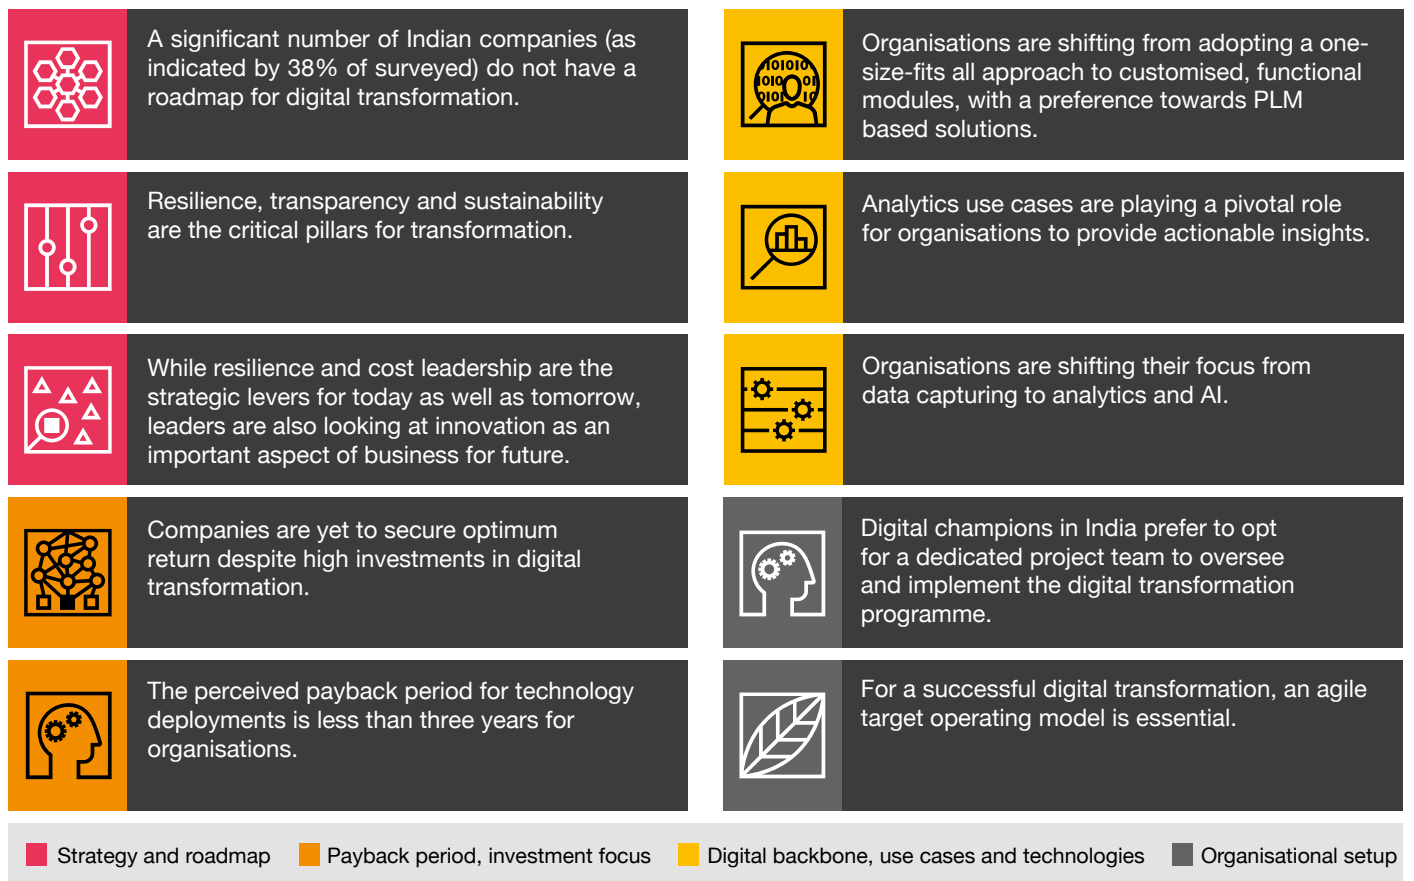 A significant number of Indian companies (as
indicated by 38% of surveyed) do not have a
roadmap for digital transformation.
Resilience, transparency and sustainability
are the critical pillars for transformation.
While resilience and cost leadership are the
strategic levers for today as well as tomorrow,
leaders are also looking at innovation as an
important aspect of business for future.
Companies are yet to secure optimum
return despite high investments in digital
transformation.
The perceived payback period for technology
deployments is less than three years for
organisations.
Organisations are shifting from adopting a one-
size-fits all approach to customised, functional
modules, with a preference towards PLM
based solutions.
Analytics use cases are playing a pivotal role
for organisations to provide actionable insights.
Organisations are shifting their focus from
data capturing to analytics and AI.
Digital champions in India prefer to opt
for a dedicated project team to oversee
and implement the digital transformation
programme.
For a successful digital transformation, an agile
target operating model is essential.
Strategy and roadmap
Payback period, investment focus
Digital backbone, use cases and technologies
Organisational setup